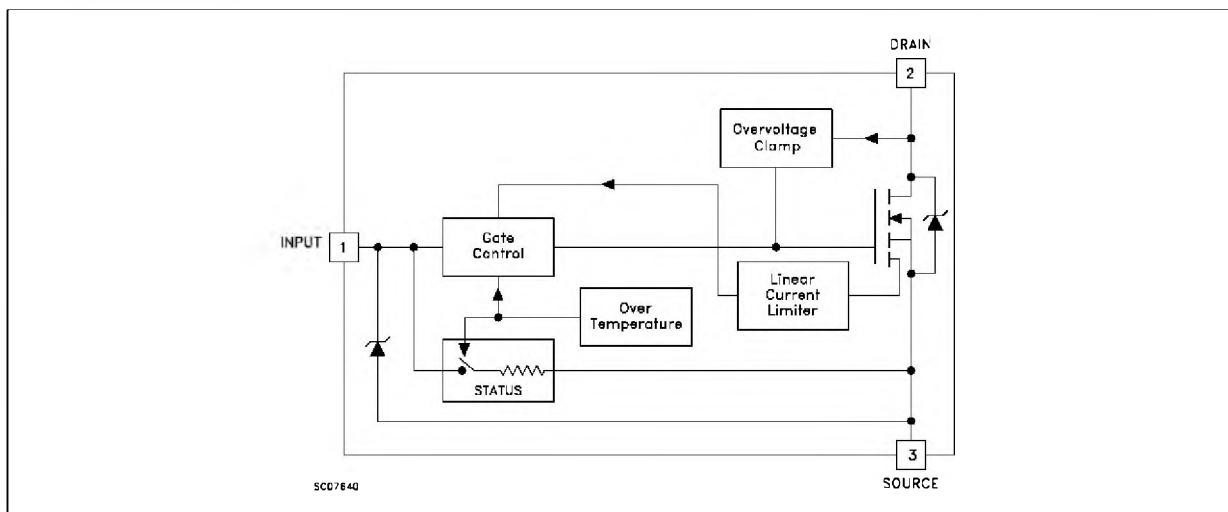 DRAIN
2
Overvoltage
Clamp
INPUT
1
Gate
Control
Linear
Current
Limiter
Over
Temperature
STATUS
3
SOURCE
SC07640